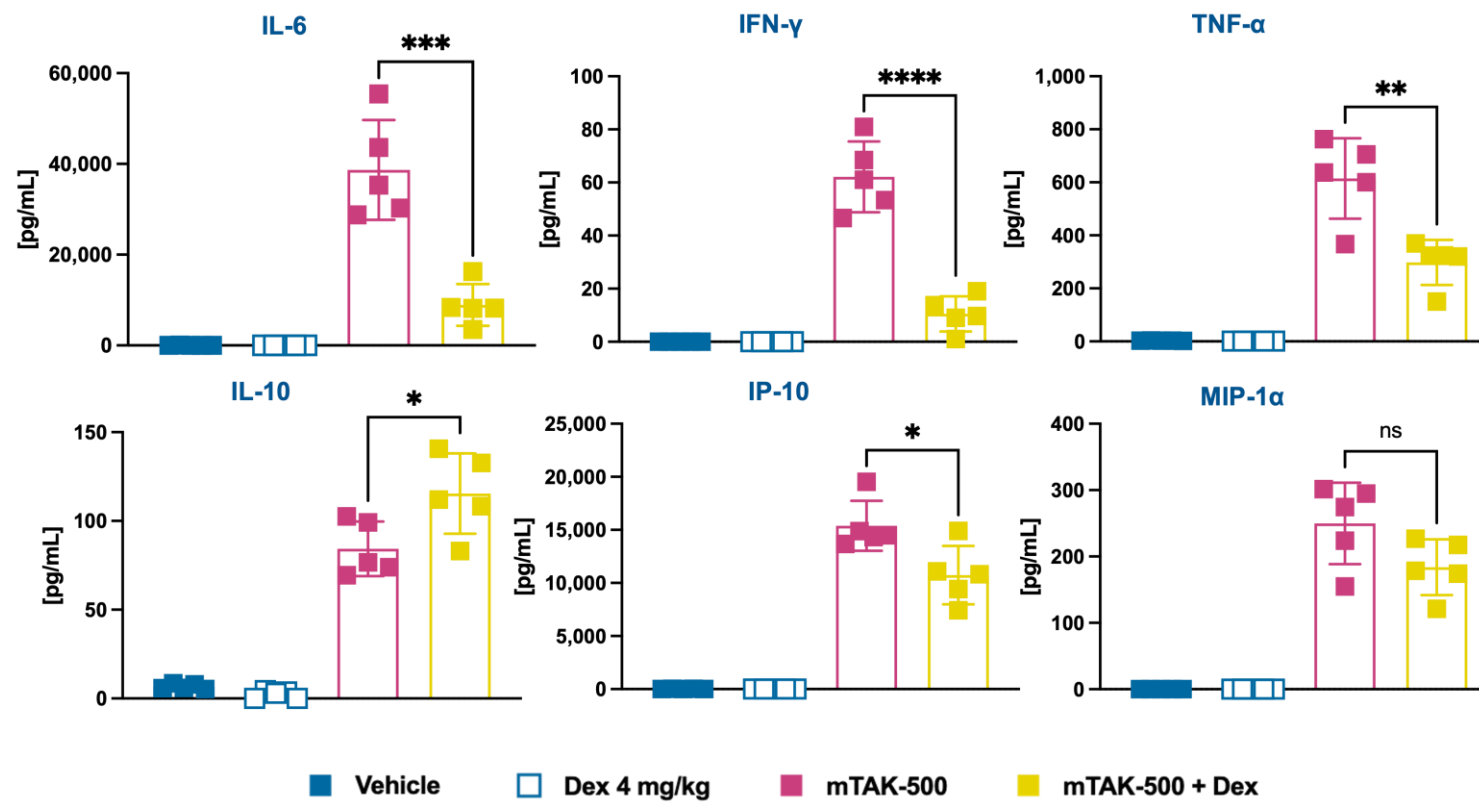 IL-6
***
60,000
40,000
20,000
0
[pg/mL]
IFN-γ
****
100
80
60
40
20
0
[pg/mL]
TNF-α
**
1,000
800
600
400
200
0
[pg/mL]
IL-10
*
150
100
50
0
[pg/mL]
IP-10
*
25,000
20,000
15,000
10,000
5,000
0
[pg/mL]
MIP-1α
ns
400
300
200
100
0
[pg/mL]
Vehicle
Dex 4 mg/kg
mTAK-500
mTAK-500 + Dex